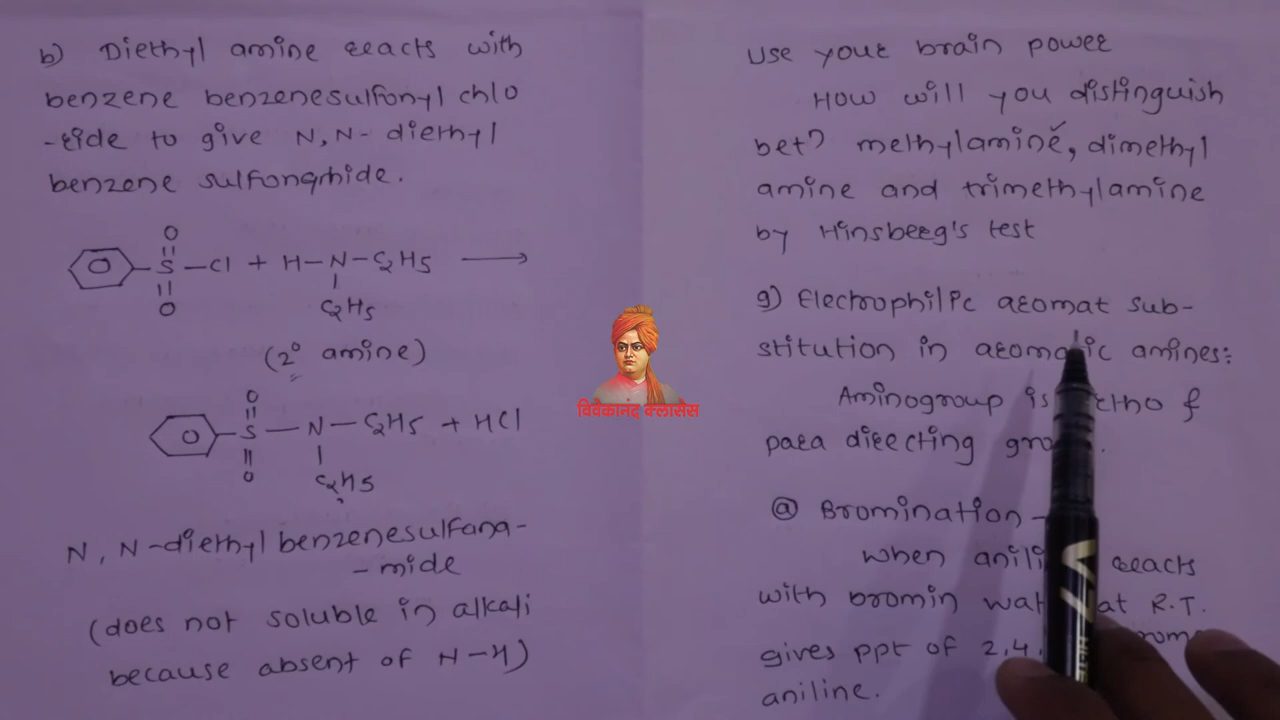 b) Diethyl amine reacts with
benzene benzenesulfonyl chlo
-ride to give N,N- diethyl
benzene sulfonamide.
O
S — Cl + H — N — C2H5 ⟶
O
C2H5
(2° amine)
O
S — N — C2H5 + HCl
O
C2H5
N, N-diethyl benzenesulfona-
-mide
(does not soluble in alkali
because absent of N-H)
Use your brain power
How will you distinguish
betn methylamine, dimethyl
amine and trimethylamine
by Hinsberg's test
g) Electrophilic aromat sub-
stitution in aromatic amines:
Aminogroup is ortho &
para directing
ⓐ Bromination -
When reacts
with bromin at R.T.
gives ppt of 2,4,
aniline.
विवेकानंद क्लासेस
V7